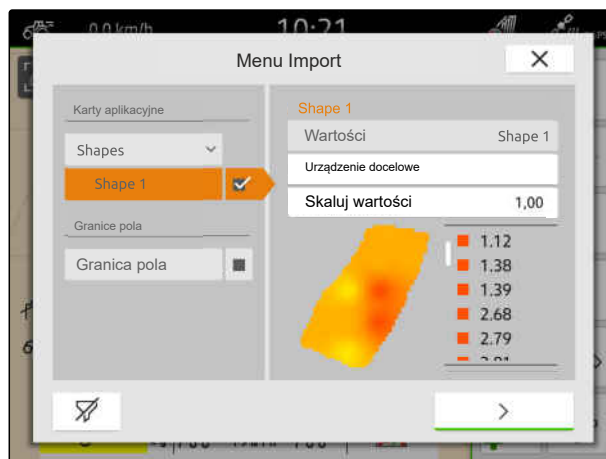 0.0 km/h
10:21
Menu Import
Karty aplikacyjne
Shapes
Shape 1
Granice pola
Granica pola
Shape 1
Wartości Shape 1
Urządzenie docelowe
Skaluj wartości 1,00
1.12
1.38
1.39
2.68
2.79